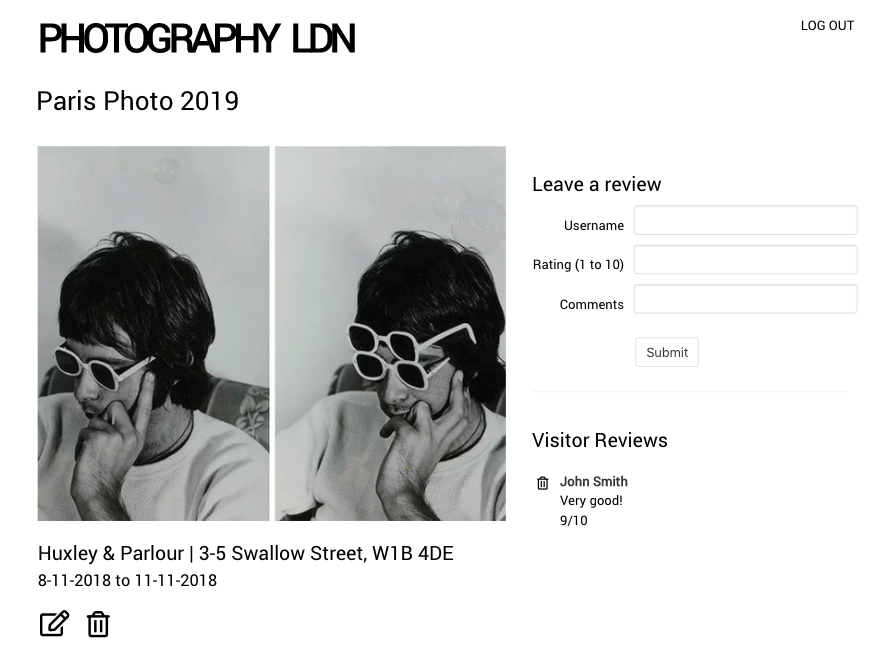 PHOTOGRAPHY LDN
LOG OUT
Paris Photo 2019
Leave a review
Username
Rating (1 to 10)
Comments
Submit
Visitor Reviews
John Smith
Very good!
9/10
Huxley & Parlour | 3-5 Swallow Street, W1B 4DE
8-11-2018 to 11-11-2018